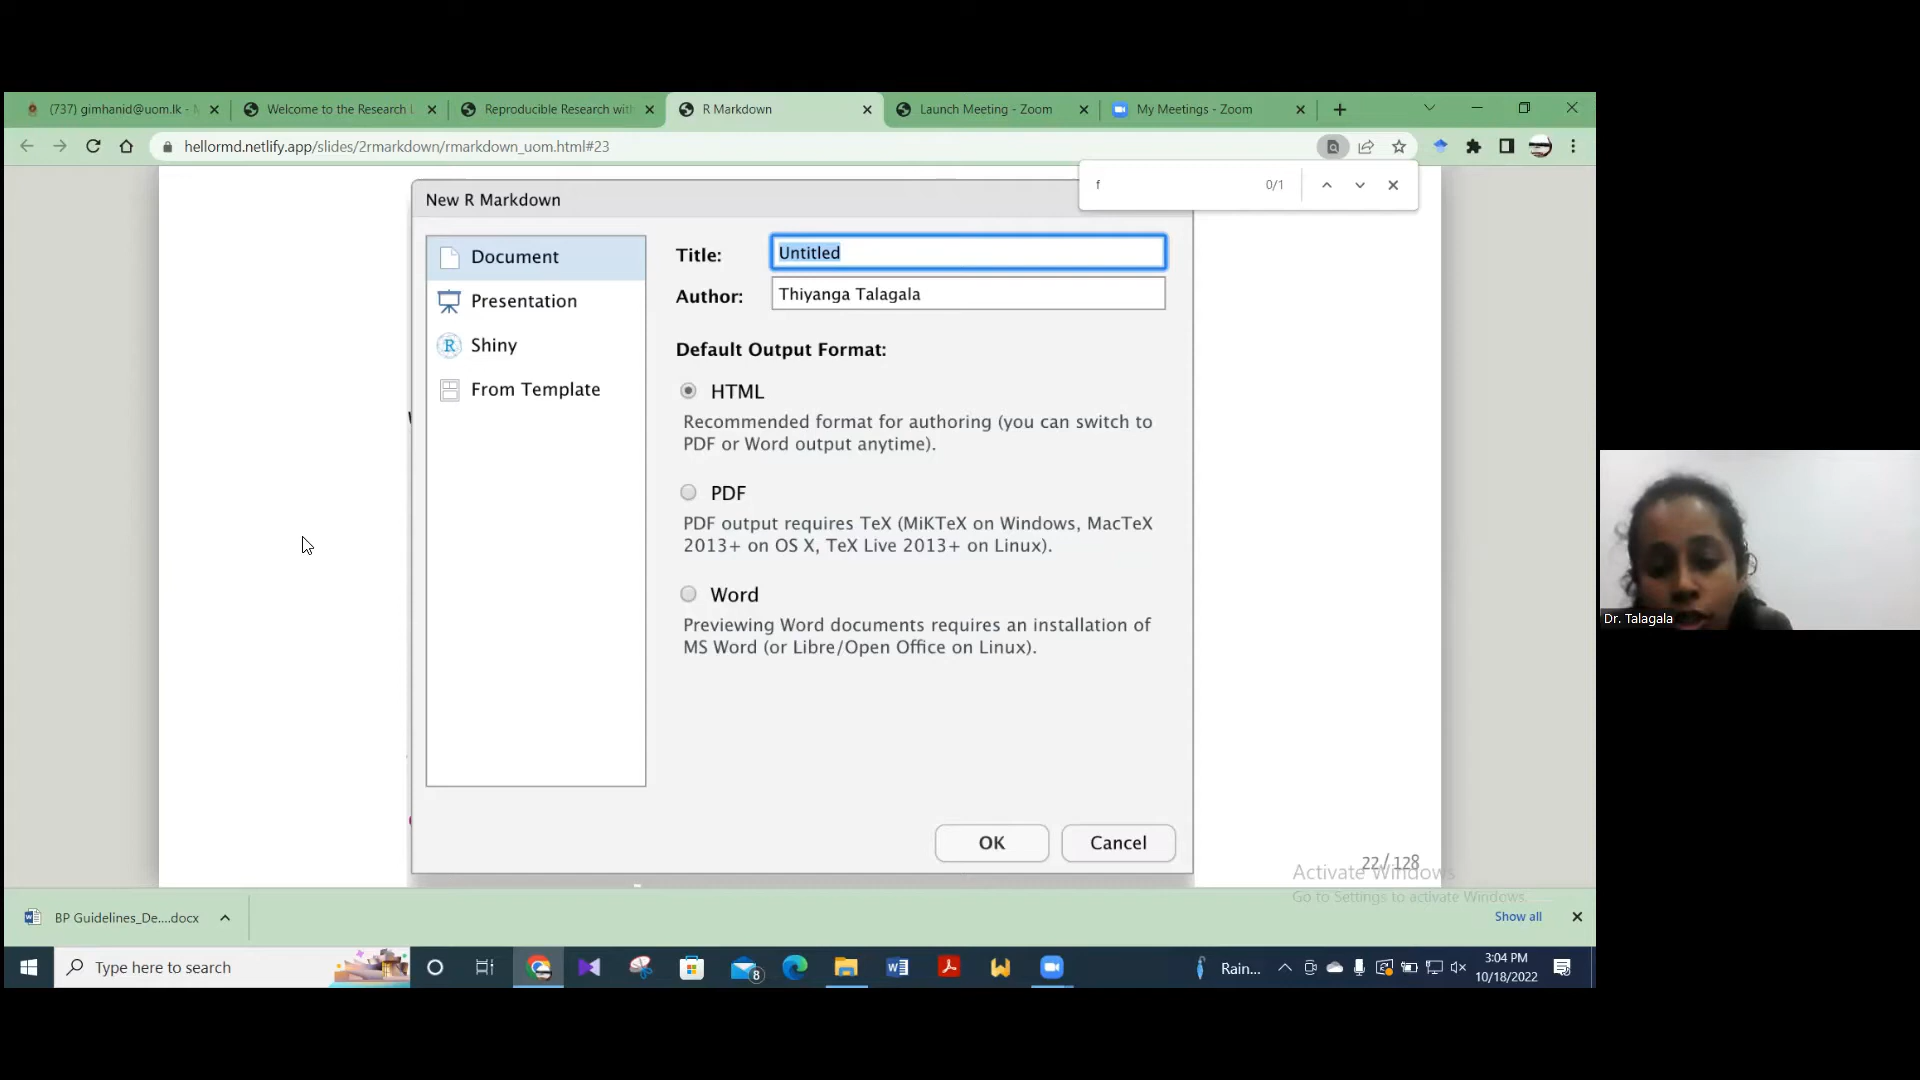 (737) gimhanid@uom.lk -
Welcome to the Research
Reproducible Research with
R Markdown
Launch Meeting - Zoom
My Meetings - Zoom
hellormd.netlify.app/slides/2rmarkdown/rmarkdown_uom.html#23
f
0/1
New R Markdown
Document
Presentation
Shiny
From Template
Title:
Untitled
Author:
Thiyanga Talagala
Default Output Format:
HTML
Recommended format for authoring (you can switch to
PDF or Word output anytime).
PDF
PDF output requires TeX (MiKTeX on Windows, MacTeX
2013+ on OS X, TeX Live 2013+ on Linux).
Word
Previewing Word documents requires an installation of
MS Word (or Libre/Open Office on Linux).
OK
Cancel
22 / 128
Activate Windows
Go to Settings to activate Windows.
Dr. Talagala
BP Guidelines_De....docx
Show all
Type here to search
8
Rain...
3:04 PM
10/18/2022